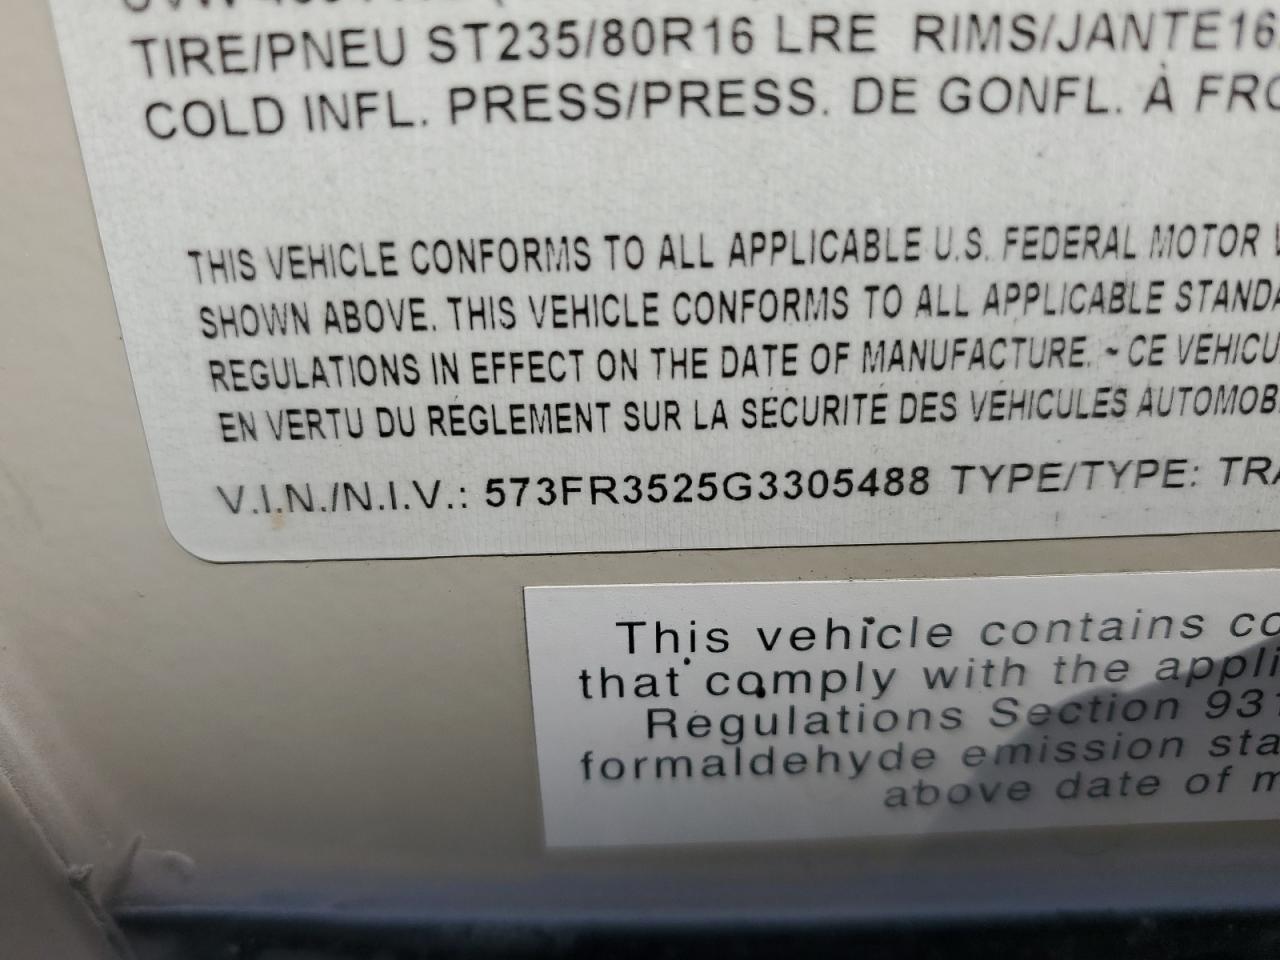 TIRE/PNEU ST235/80R16 LRE RIMS/JANTE16
COLD INFL. PRESS/PRESS. DE GONFL. À FRO
THIS VEHICLE CONFORMS TO ALL APPLICABLE U.S. FEDERAL MOTOR
SHOWN ABOVE. THIS VEHICLE CONFORMS TO ALL APPLICABLE STANDA
REGULATIONS IN EFFECT ON THE DATE OF MANUFACTURE. - CE VÉHICU
EN VERTU DU RÉGLEMENT SUR LA SÉCURITÉ DES VÉHICULES AUTOMOB
V.I.N./N.I.V.: 573FR3525G3305488 TYPE/TYPE: TRA
This vehicle contains co
that comply with the appli
Regulations Section 931
formaldehyde emission sta
above date of m